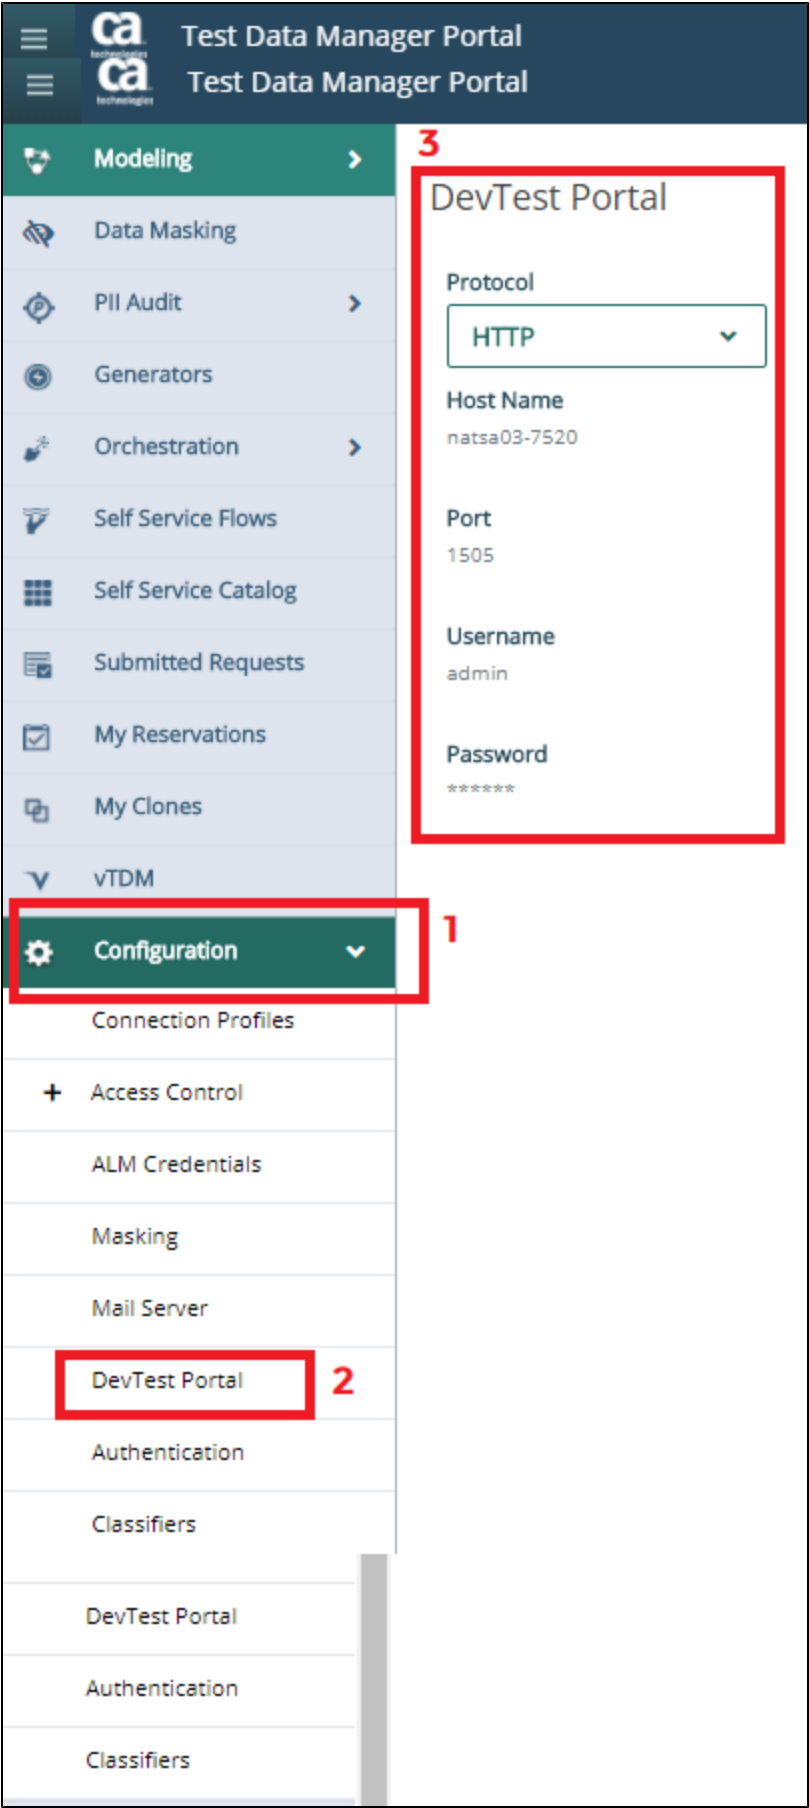 ca
technologies
Test Data Manager Portal
ca
technologies
Test Data Manager Portal
Modeling
Data Masking
PII Audit
Generators
Orchestration
Self Service Flows
Self Service Catalog
Submitted Requests
My Reservations
My Clones
vTDM
Configuration
1
Connection Profiles
+ Access Control
ALM Credentials
Masking
Mail Server
DevTest Portal
2
Authentication
Classifiers
DevTest Portal
Authentication
Classifiers
3
DevTest Portal
Protocol
HTTP
Host Name
natsa03-7520
Port
1505
Username
admin
Password
******